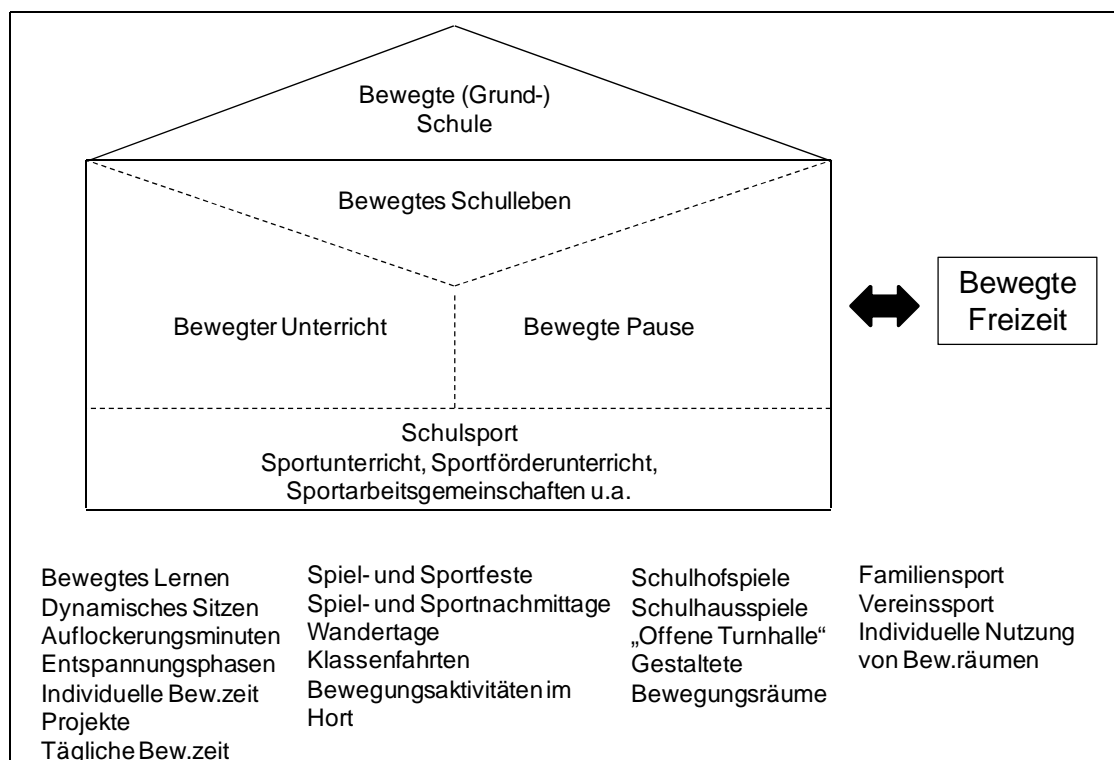 Bewegte (Grund-)
Schule
Bewegtes Schulleben
Bewegter Unterricht
Bewegte Pause
Bewegte
Freizeit
Schulsport
Sportunterricht, Sportförderunterricht,
Sportarbeitsgemeinschaften u.a.
Bewegtes Lernen
Dynamisches Sitzen
Auflockerungsminuten
Entspannungsphasen
Individuelle Bew.zeit
Projekte
Tägliche Bew.zeit
Spiel- und Sportfeste
Spiel- und Sportnachmittage
Wandertage
Klassenfahrten
Bewegungsaktivitäten im
Hort
Schulhofspiele
Schulhausspiele
„Offene Turnhalle“
Gestaltete
Bewegungsräume
Familiensport
Vereinssport
Individuelle Nutzung
von Bew.räumen